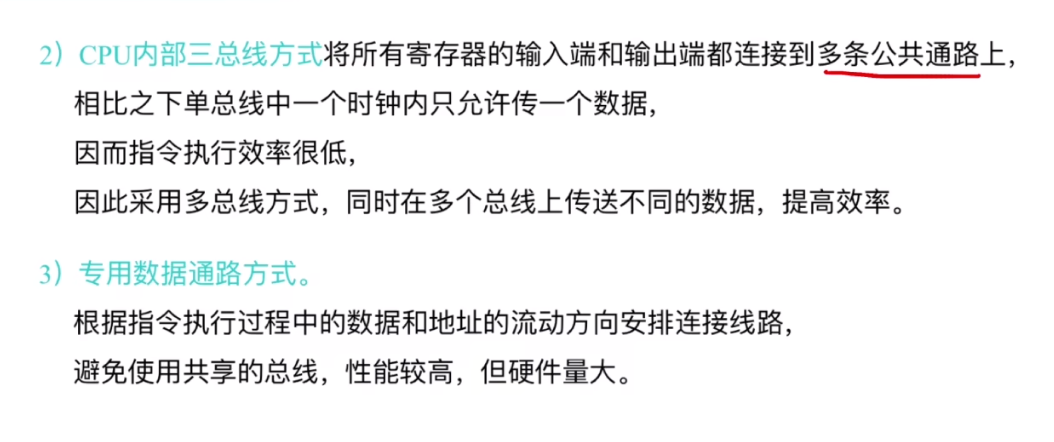 2）CPU内部三总线方式将所有寄存器的输入端和输出端都连接到多条公共通路上，
相比之下单总线中一个时钟内只允许传一个数据，
因而指令执行效率很低，
因此采用多总线方式，同时在多个总线上传送不同的数据，提高效率。
3）专用数据通路方式。
根据指令执行过程中的数据和地址的流动方向安排连接线路，
避免使用共享的总线，性能较高，但硬件量大。